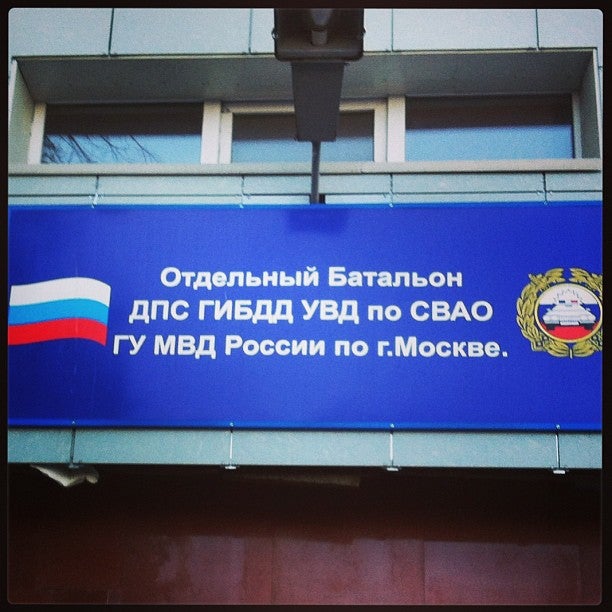 Отдельный Батальон
ДПС ГИБДД УВД по СВАО
ГУ МВД России по г.Москве.